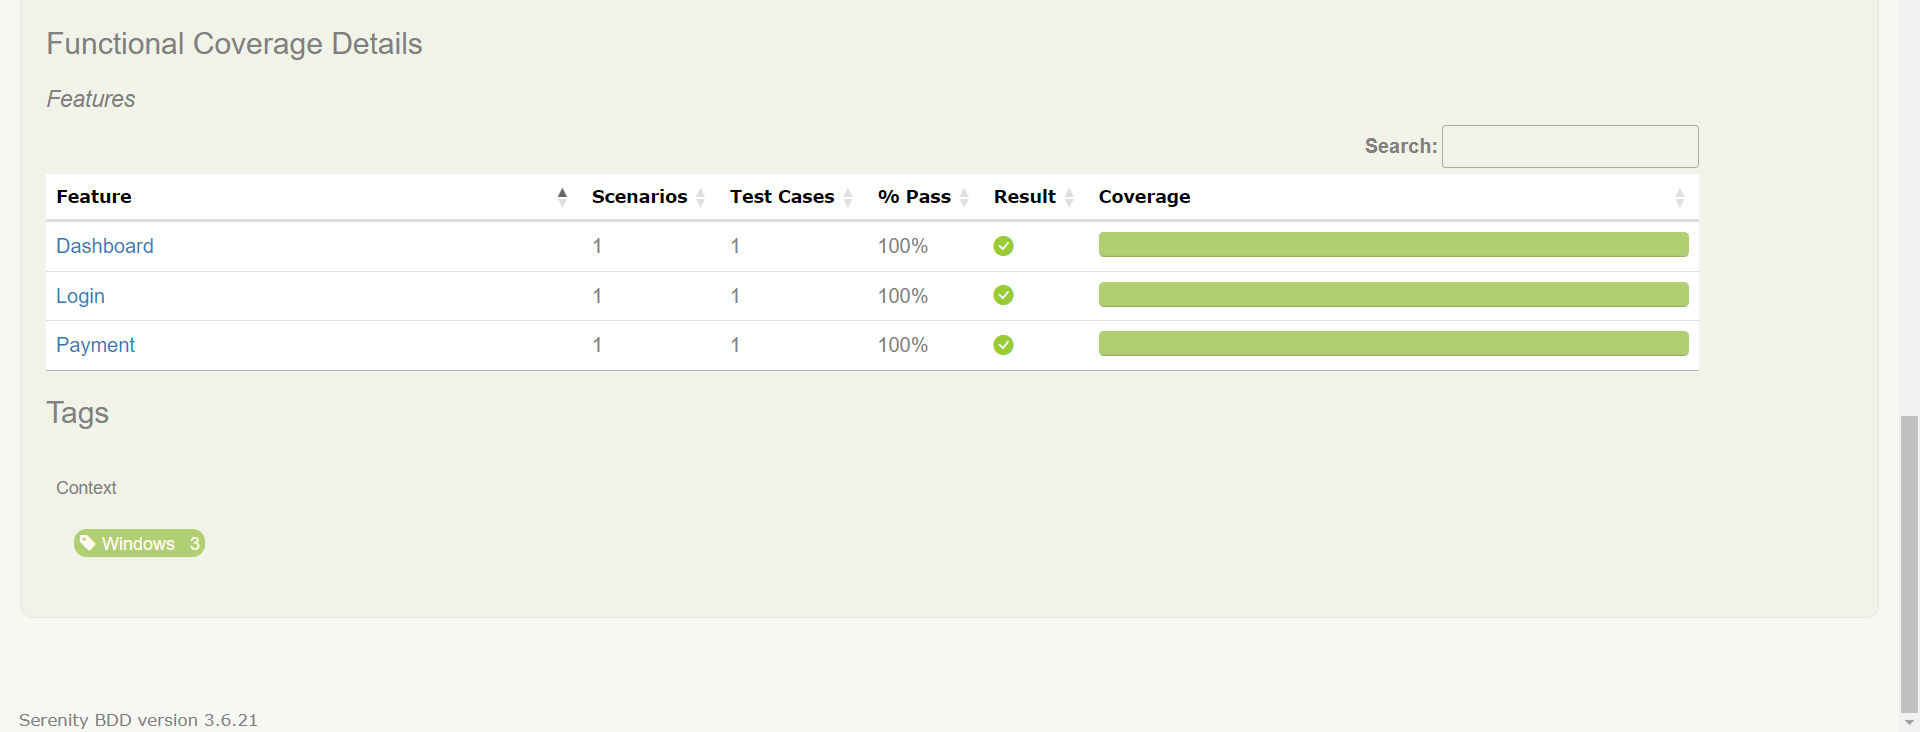 Functional Coverage Details
Features
Search:
Feature Scenarios Test Cases % Pass Result Coverage
Dashboard 1 1 100%
Login 1 1 100%
Payment 1 1 100%
Tags
Context
Windows 3
Serenity BDD version 3.6.21